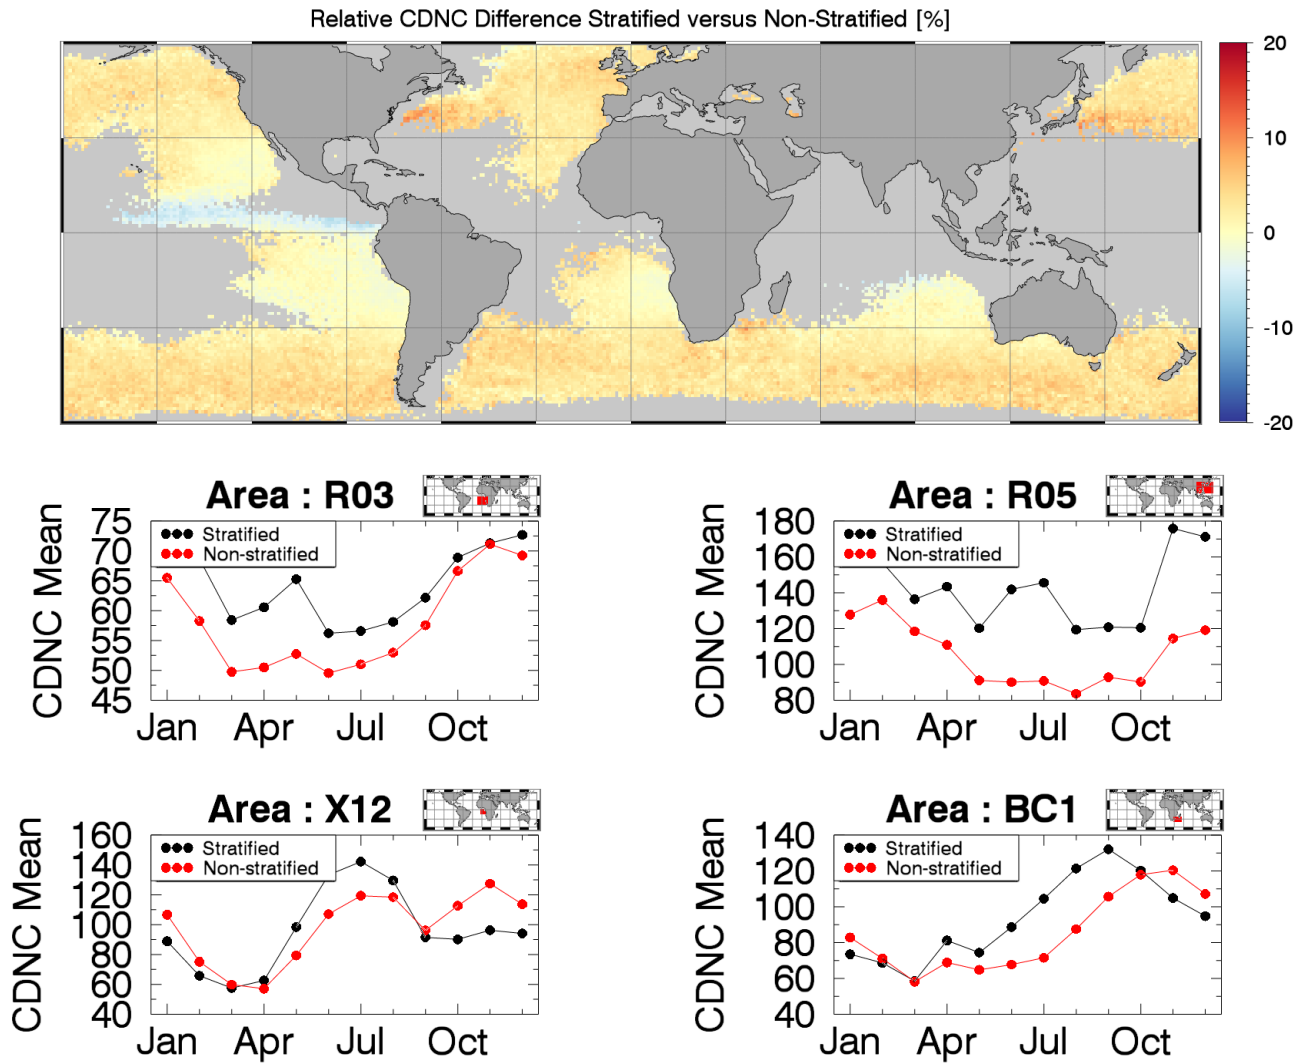 Relative CDNC Difference Stratified versus Non-Stratified [%]
20
10
0
-10
-20
Area : R03
CDNC Mean
75
70
65
60
55
50
45
Stratified
Non-stratified
Jan Apr Jul Oct
Area : R05
CDNC Mean
180
160
140
120
100
80
Stratified
Non-stratified
Jan Apr Jul Oct
Area : X12
CDNC Mean
160
140
120
100
80
60
40
Stratified
Non-stratified
Jan Apr Jul Oct
Area : BC1
CDNC Mean
140
120
100
80
60
40
Stratified
Non-stratified
Jan Apr Jul Oct